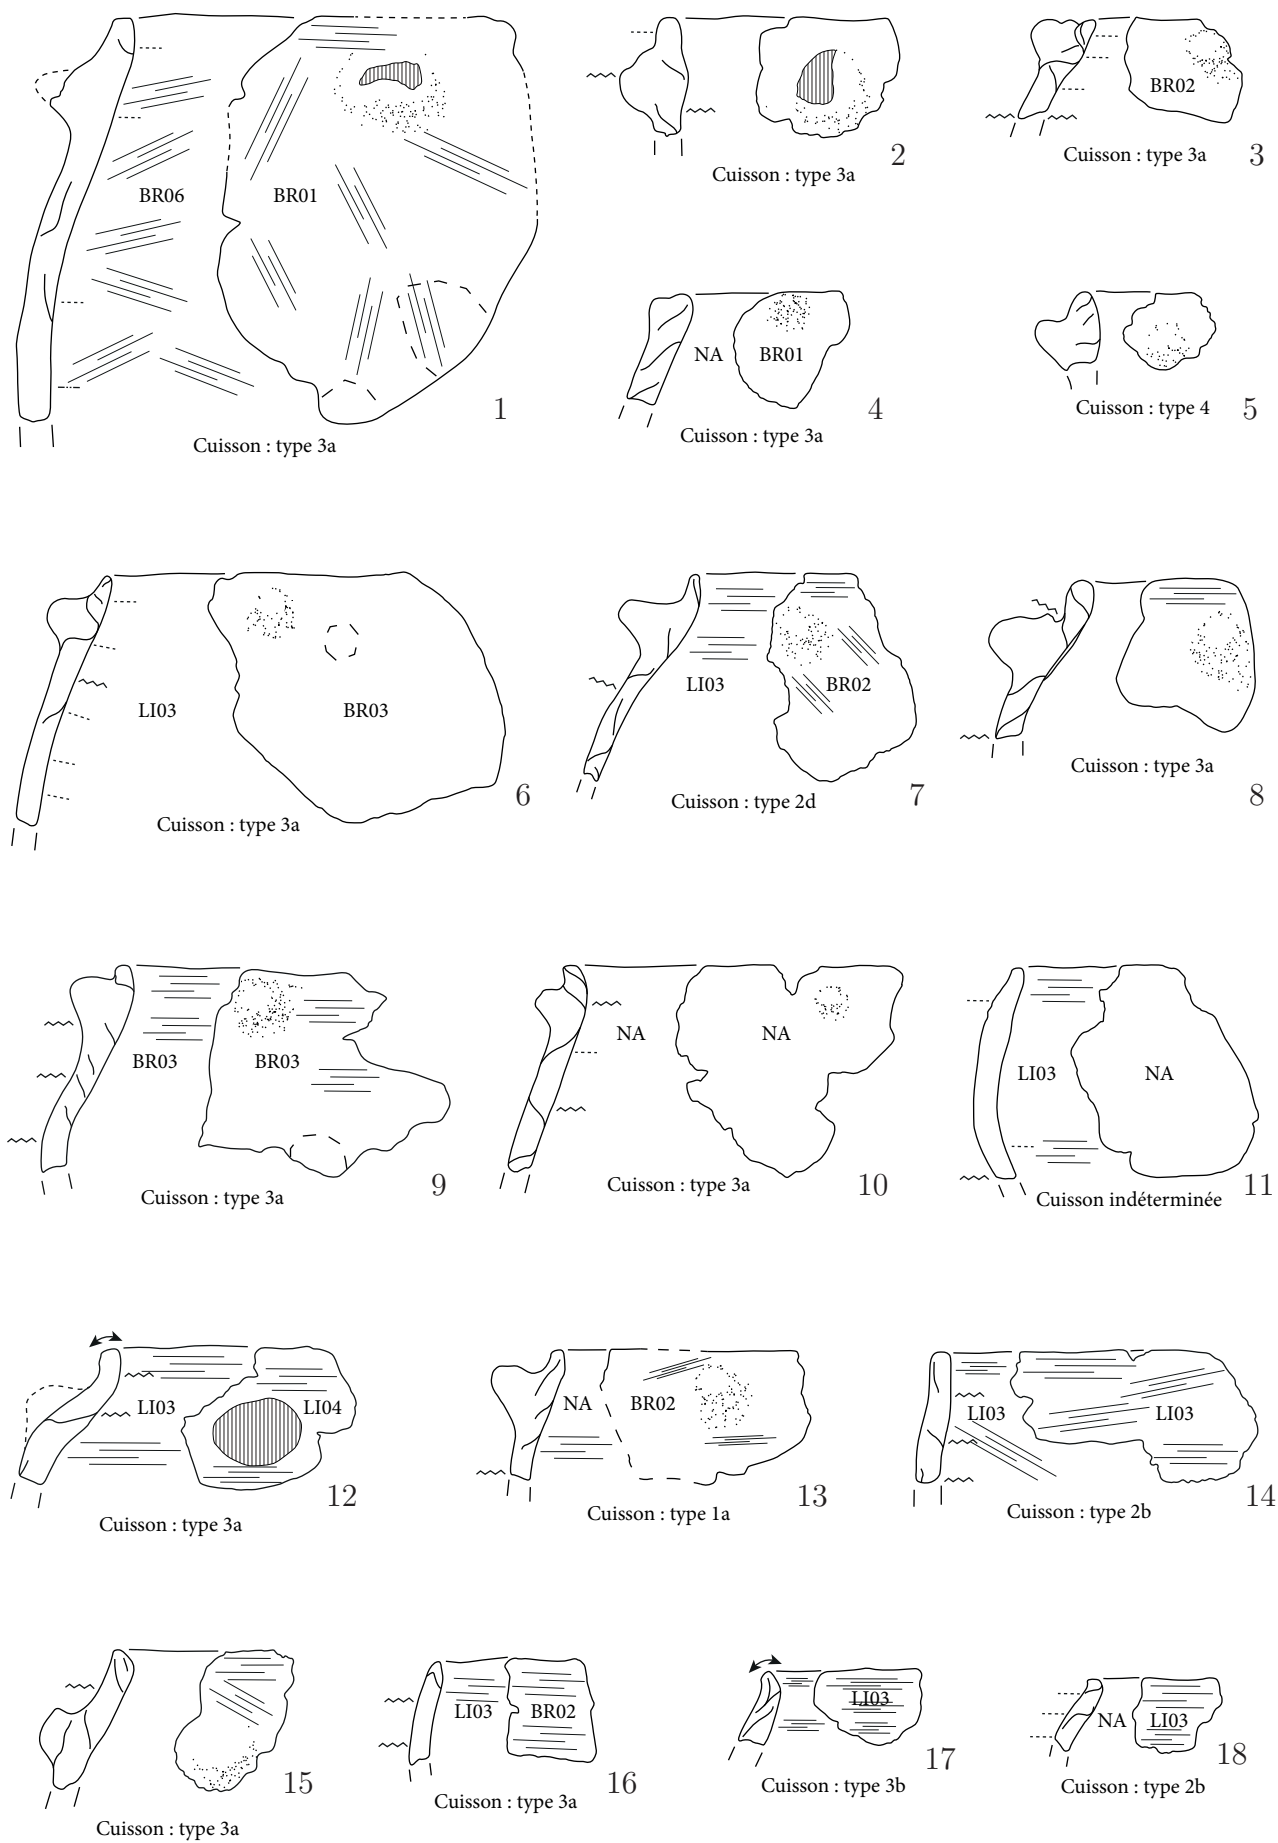 BR06
BR01
1
Cuisson : type 3a
2
Cuisson : type 3a
BR02
3
Cuisson : type 3a
NA
BR01
4
Cuisson : type 3a
5
Cuisson : type 4
LI03
BR03
6
Cuisson : type 3a
LI03
BR02
7
Cuisson : type 2d
8
Cuisson : type 3a
BR03
BR03
9
Cuisson : type 3a
NA
NA
10
Cuisson : type 3a
LI03
NA
11
Cuisson indéterminée
LI03
LI04
12
Cuisson : type 3a
NA
BR02
13
Cuisson : type 1a
LI03
LI03
14
Cuisson : type 2b
15
Cuisson : type 3a
LI03
BR02
16
Cuisson : type 3a
LI03
17
Cuisson : type 3b
NA
LI03
18
Cuisson : type 2b